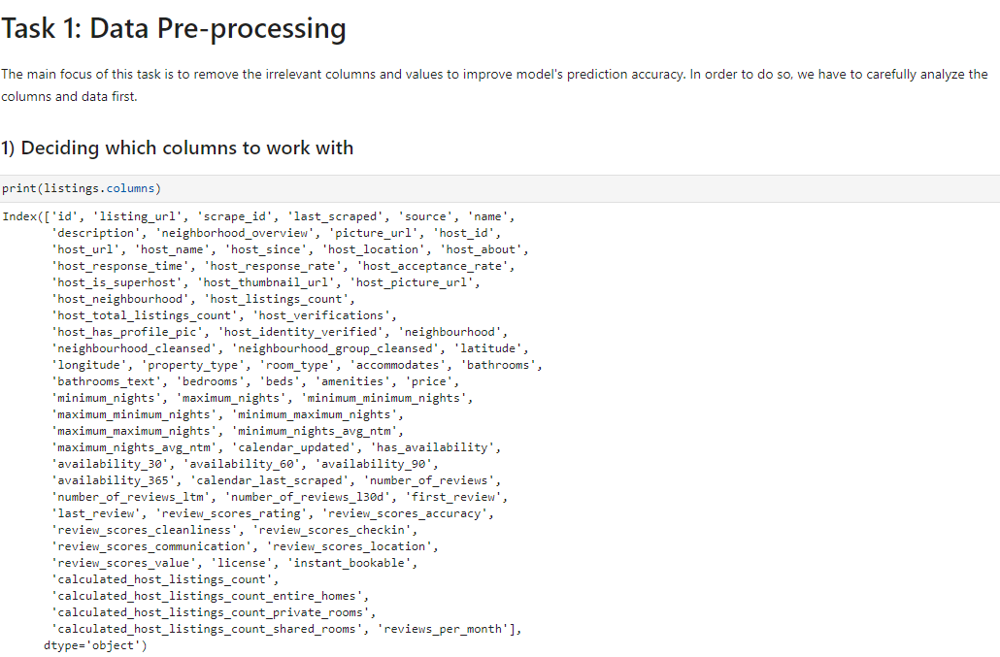 Task 1: Data Pre-processing
The main focus of this task is to remove the irrelevant columns and values to improve model's prediction accuracy. In order to do so, we have to carefully analyze the
columns and data first.
1) Deciding which columns to work with
print(listings.columns)
Index(['id', 'listing_url', 'scrape_id', 'last_scraped', 'source', 'name',
'description', 'neighborhood_overview', 'picture_url', 'host_id',
'host_url', 'host_name', 'host_since', 'host_location', 'host_about',
'host_response_time', 'host_response_rate', 'host_acceptance_rate',
'host_is_superhost', 'host_thumbnail_url', 'host_picture_url',
'host_neighbourhood', 'host_listings_count',
'host_total_listings_count', 'host_verifications',
'host_has_profile_pic', 'host_identity_verified', 'neighbourhood',
'neighbourhood_cleansed', 'neighbourhood_group_cleansed', 'latitude',
'longitude', 'property_type', 'room_type', 'accommodates', 'bathrooms',
'bathrooms_text', 'bedrooms', 'beds', 'amenities', 'price',
'minimum_nights', 'maximum_nights', 'minimum_minimum_nights',
'maximum_minimum_nights', 'minimum_maximum_nights',
'maximum_maximum_nights', 'minimum_nights_avg_ntm',
'maximum_nights_avg_ntm', 'calendar_updated', 'has_availability',
'availability_30', 'availability_60', 'availability_90',
'availability_365', 'calendar_last_scraped', 'number_of_reviews',
'number_of_reviews_ltm', 'number_of_reviews_l30d', 'first_review',
'last_review', 'review_scores_rating', 'review_scores_accuracy',
'review_scores_cleanliness', 'review_scores_checkin',
'review_scores_communication', 'review_scores_location',
'review_scores_value', 'license', 'instant_bookable',
'calculated_host_listings_count',
'calculated_host_listings_count_entire_homes',
'calculated_host_listings_count_private_rooms',
'calculated_host_listings_count_shared_rooms', 'reviews_per_month'],
dtype='object')